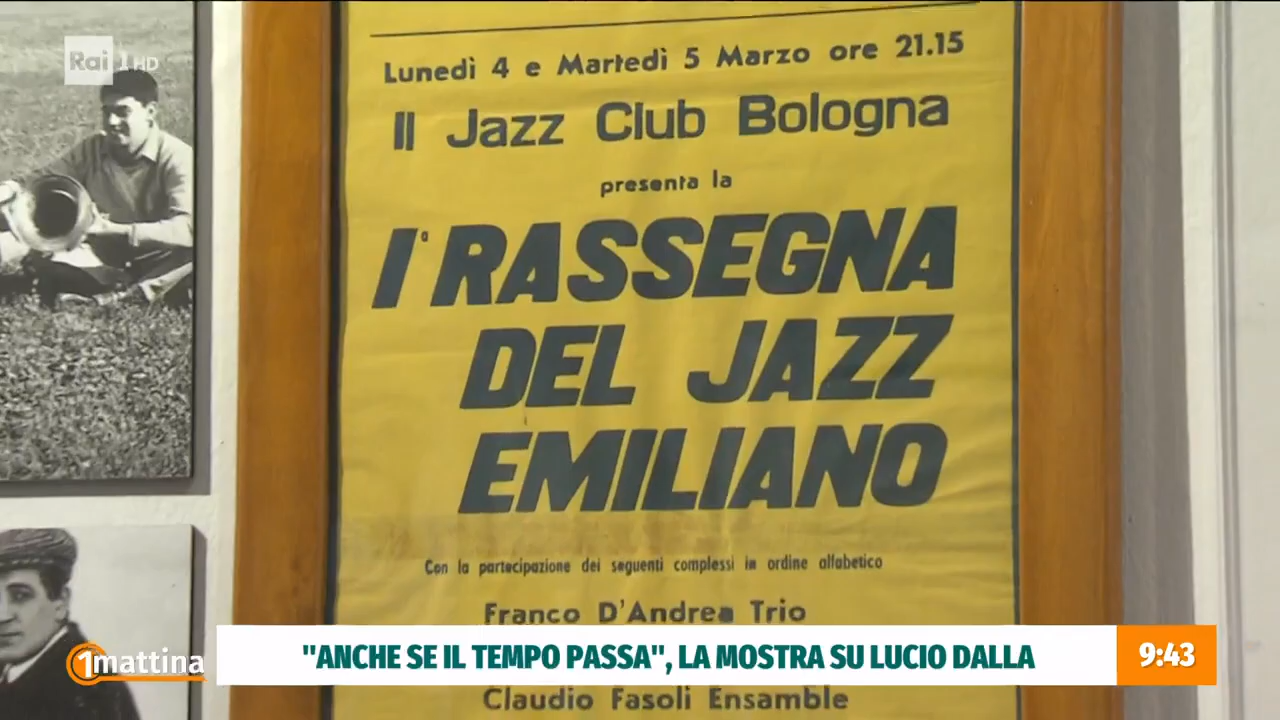 Rai 1 HD
Lunedì 4 e Martedì 5 Marzo ore 21.15
Il Jazz Club Bologna
presenta la
Iª RASSEGNA
DEL JAZZ
EMILIANO
Con la partecipazione dei seguenti complessi in ordine alfabetico
Franco D'Andrea Trio
1mattina
"ANCHE SE IL TEMPO PASSA", LA MOSTRA SU LUCIO DALLA
9:43
Claudio Fasoli Ensamble